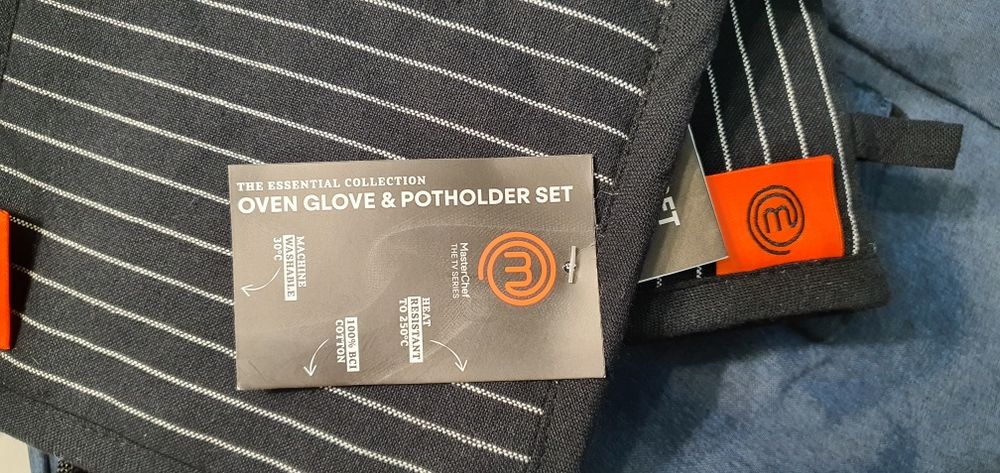 THE ESSENTIAL COLLECTION
OVEN GLOVE & POTHOLDER SET
MACHINE
WASHABLE
30°C
m
MasterChef
THE TV SERIES
HEAT
RESISTANT
TO 250°C
100% BCI
COTTON
m